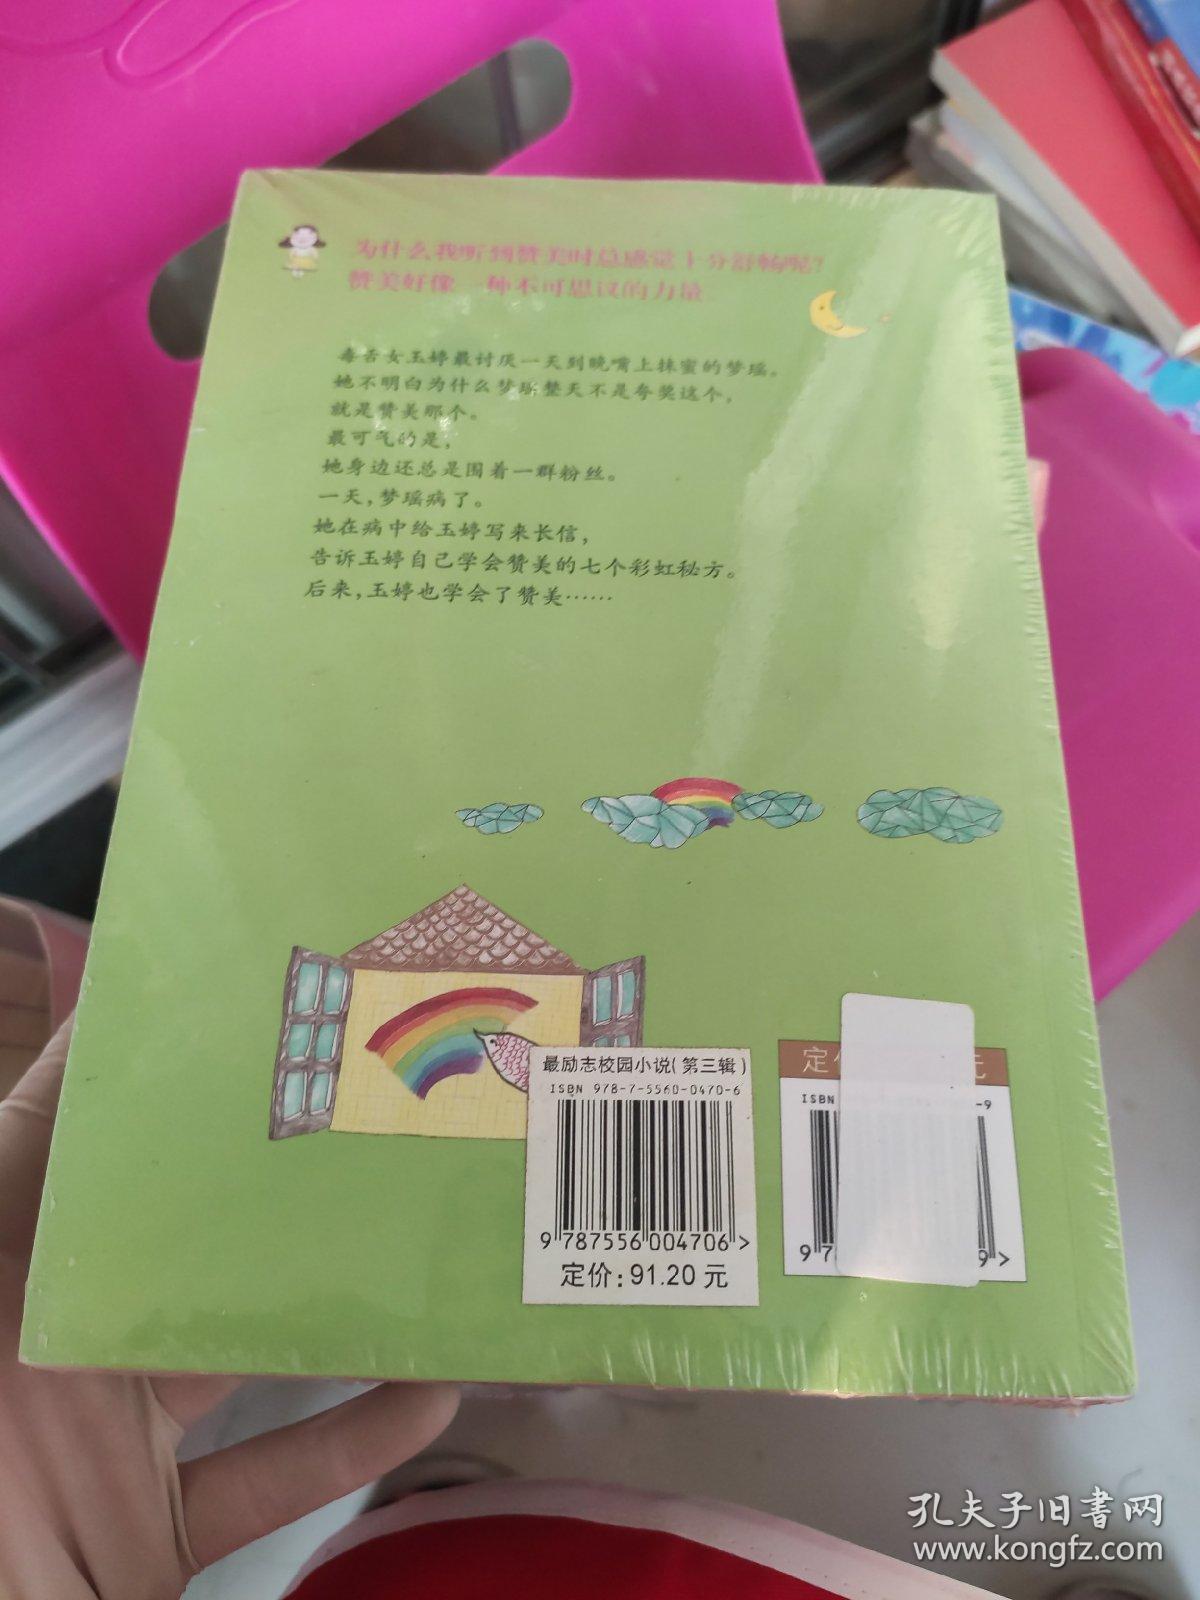 为什么我听到赞美时总感觉十分舒畅呢？
赞美好像一种不可思议的力量
毒舌女玉婷最讨厌一天到晚嘴上抹蜜的梦瑶。
她不明白为什么梦瑶整天不是夸奖这个，
就是赞美那个。
最可气的是，
她身边还总是围着一群粉丝。
一天，梦瑶病了。
她在病中给玉婷写来长信，
告诉玉婷自己学会赞美的七个彩虹秘方。
后来，玉婷也学会了赞美……
最励志校园小说（第三辑）
ISBN 978-7-5560-0470-6
9 787556 004706 >
定价：91.20 元
定 元
ISBN -9
9 7 9 >
孔夫子旧书网
www.kongfz.com